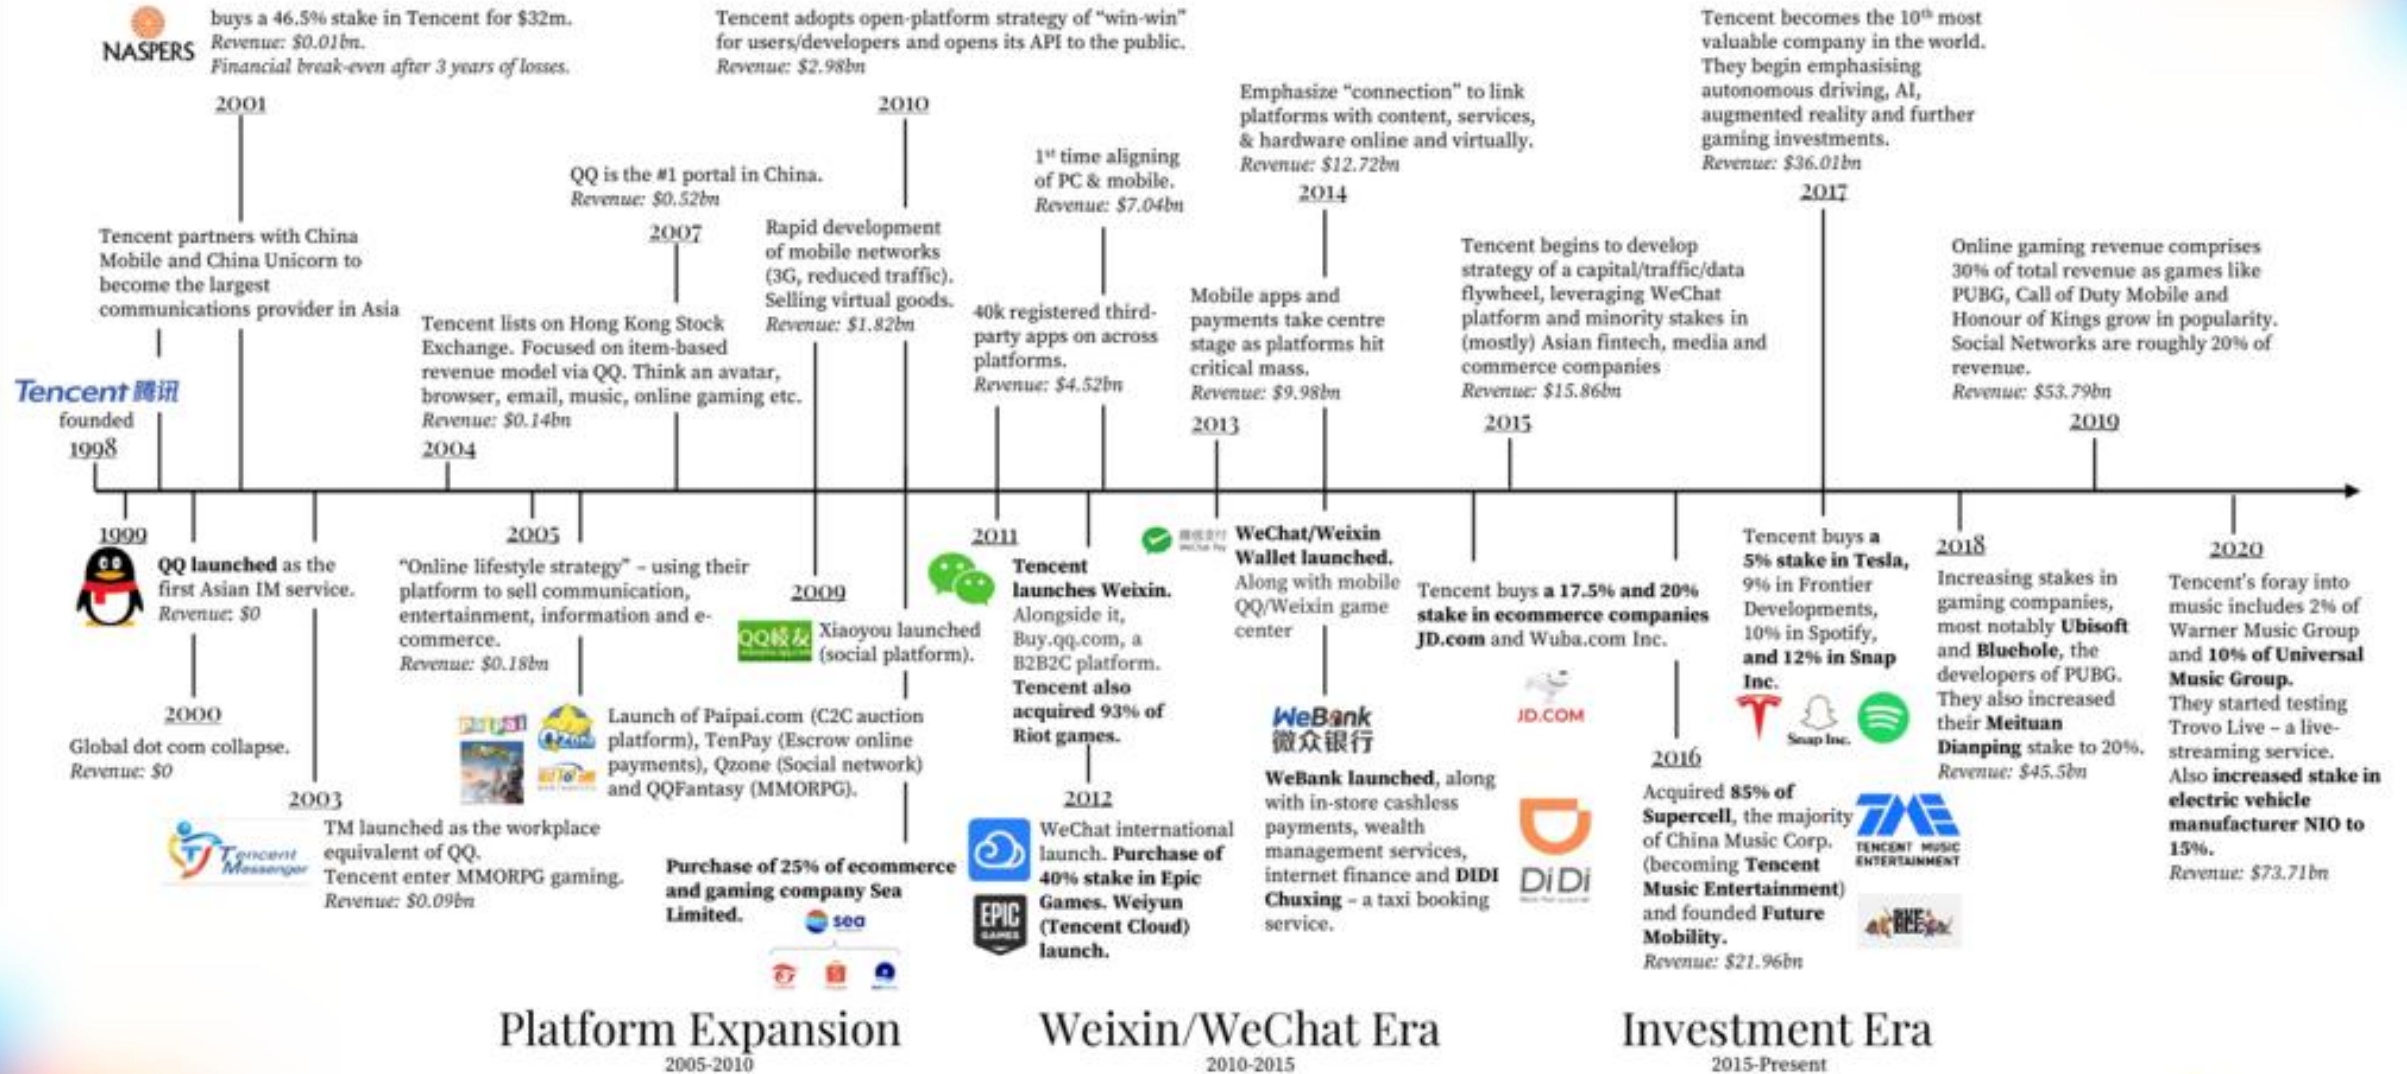 NASPERS
buys a 46.5% stake in Tencent for $32m.
Revenue: $0.01bn.
Financial break-even after 3 years of losses.
2001
Tencent adopts open-platform strategy of “win-win”
for users/developers and opens its API to the public.
Revenue: $2.98bn
2010
Tencent becomes the 10th most
valuable company in the world.
They begin emphasising
autonomous driving, AI,
augmented reality and further
gaming investments.
Revenue: $36.01bn
2017
Emphasize “connection” to link
platforms with content, services,
& hardware online and virtually.
Revenue: $12.72bn
2014
1st time aligning
of PC & mobile.
Revenue: $7.04bn
QQ is the #1 portal in China.
Revenue: $0.52bn
2007
Rapid development
of mobile networks
(3G, reduced traffic).
Selling virtual goods.
Revenue: $1.82bn
Tencent partners with China
Mobile and China Unicorn to
become the largest
communications provider in Asia
Tencent lists on Hong Kong Stock
Exchange. Focused on item-based
revenue model via QQ. Think an avatar,
browser, email, music, online gaming etc.
Revenue: $0.14bn
2004
40k registered third-
party apps on across
platforms.
Revenue: $4.52bn
Mobile apps and
payments take centre
stage as platforms hit
critical mass.
Revenue: $9.98bn
2013
Tencent begins to develop
strategy of a capital/traffic/data
flywheel, leveraging WeChat
platform and minority stakes in
(mostly) Asian fintech, media and
commerce companies
Revenue: $15.86bn
2015
Online gaming revenue comprises
30% of total revenue as games like
PUBG, Call of Duty Mobile and
Honour of Kings grow in popularity.
Social Networks are roughly 20% of
revenue.
Revenue: $53.79bn
2019
Tencent 腾讯
founded
1998
1999
QQ launched as the
first Asian IM service.
Revenue: $0
2000
Global dot com collapse.
Revenue: $0
2003
Tencent
Messenger
TM launched as the workplace
equivalent of QQ.
Tencent enter MMORPG gaming.
Revenue: $0.09bn
2005
“Online lifestyle strategy” – using their
platform to sell communication,
entertainment, information and e-
commerce.
Revenue: $0.18bn
Launch of Paipai.com (C2C auction
platform), TenPay (Escrow online
payments), Qzone (Social network)
and QQFantasy (MMORPG).
2009
QQ校友
Xiaoyou launched
(social platform).
Purchase of 25% of ecommerce
and gaming company Sea
Limited.
sea
2011
Tencent
launches Weixin.
Alongside it,
Buy.qq.com, a
B2B2C platform.
Tencent also
acquired 93% of
Riot games.
2012
EPIC
GAMES
WeChat international
launch. Purchase of
40% stake in Epic
Games. Weiyun
(Tencent Cloud)
launch.
WeChat/Weixin
Wallet launched.
Along with mobile
QQ/Weixin game
center
WeBank
微众银行
WeBank launched, along
with in-store cashless
payments, wealth
management services,
internet finance and DIDI
Chuxing – a taxi booking
service.
Tencent buys a 17.5% and 20%
stake in ecommerce companies
JD.com and Wuba.com Inc.
JD.COM
DiDi
2016
Acquired 85% of
Supercell, the majority
of China Music Corp.
(becoming Tencent
Music Entertainment)
and founded Future
Mobility.
Revenue: $21.96bn
Tencent buys a
5% stake in Tesla,
9% in Frontier
Developments,
10% in Spotify,
and 12% in Snap
Inc.
Snap Inc.
TME
TENCENT MUSIC
ENTERTAINMENT
2018
Increasing stakes in
gaming companies,
most notably Ubisoft
and Bluehole, the
developers of PUBG.
They also increased
their Meituan
Dianping stake to 20%.
Revenue: $45.5bn
2020
Tencent’s foray into
music includes 2% of
Warner Music Group
and 10% of Universal
Music Group.
They started testing
Trovo Live – a live-
streaming service.
Also increased stake in
electric vehicle
manufacturer NIO to
15%.
Revenue: $73.71bn
Platform Expansion
2005-2010
Weixin/WeChat Era
2010-2015
Investment Era
2015-Present